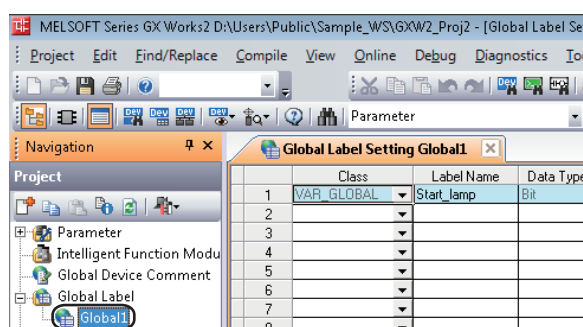 MELSOFT Series GX Works2 D:\Users\Public\Sample_WS\GXW2_Proj2 - [Global Label Se
Project Edit Find/Replace Compile View Online Debug Diagnostics To
Parameter
Navigation
Global Label Setting Global1
Project
Class Label Name Data Type
1 VAR_GLOBAL Start_lamp Bit
2
3
4
5
6
7
Parameter
Intelligent Function Modu
Global Device Comment
Global Label
Global1